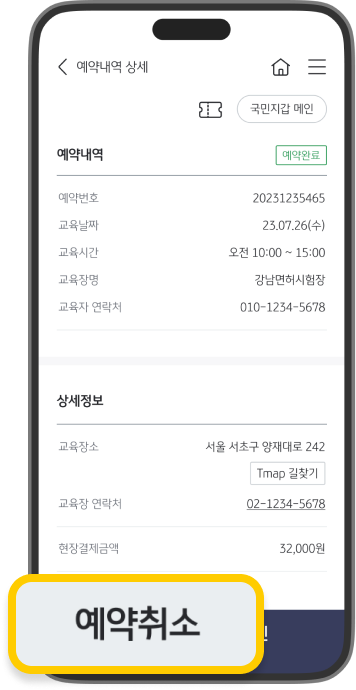 예약내역 상세
국민지갑 메인
예약내역 예약완료
예약번호 20231235465
교육날짜 23.07.26(수)
교육시간 오전 10:00 ~ 15:00
교육장명 강남면허시험장
교육자 연락처 010-1234-5678
상세정보
교육장소 서울 서초구 양재대로 242
Tmap 길찾기
교육장 연락처 02-1234-5678
현장결제금액 32,000원
예약취소